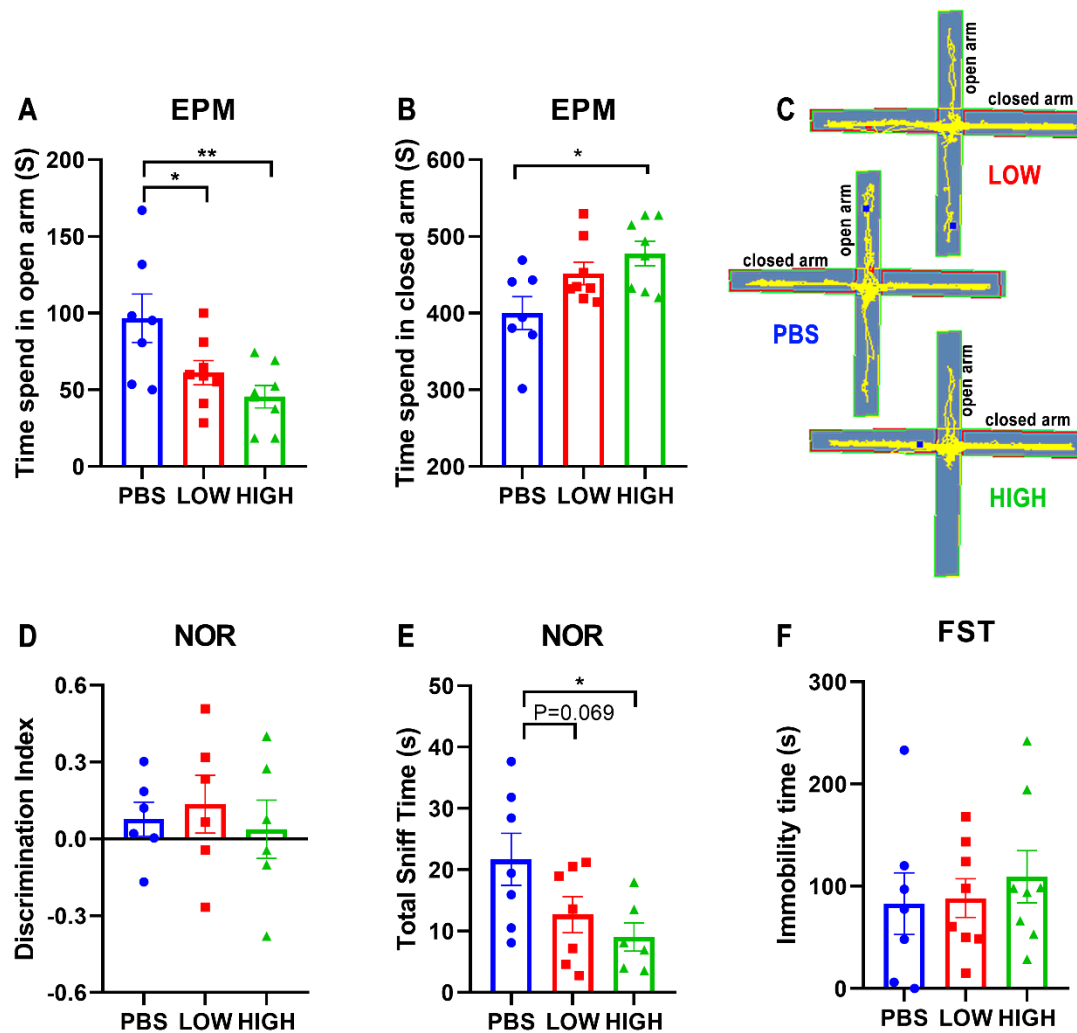 A
EPM
Time spend in open arm (S)
200
150
100
50
0
**
*
PBS LOW HIGH
B
EPM
Time spend in closed arm (S)
600
500
400
300
200
*
PBS LOW HIGH
C
open arm
closed arm
LOW
open arm
closed arm
PBS
open arm
closed arm
HIGH
D
NOR
Discrimination Index
0.6
0.3
0.0
-0.3
-0.6
PBS LOW HIGH
E
NOR
Total Sniff Time (s)
50
40
30
20
10
0
*
P=0.069
PBS LOW HIGH
F
FST
Immobility time (s)
300
200
100
0
PBS LOW HIGH